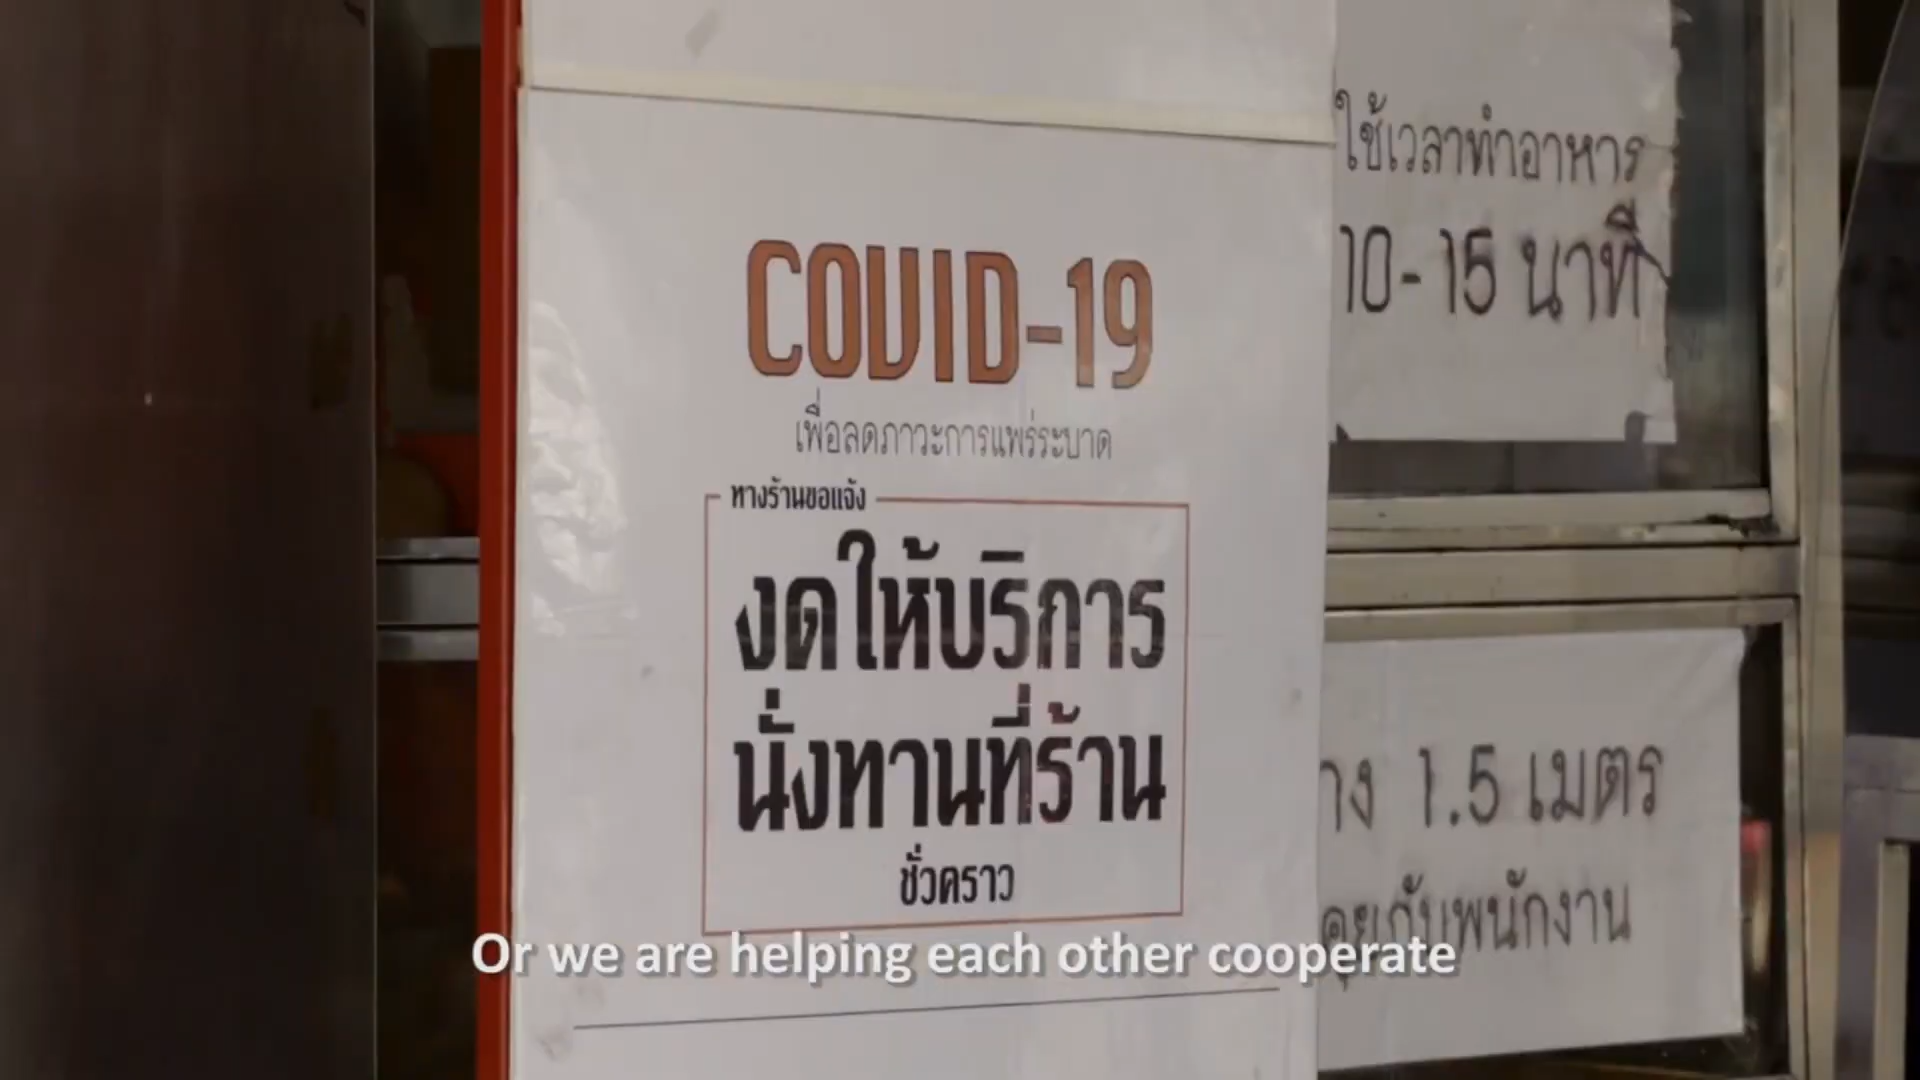 COVID-19
เพื่อลดภาวะการแพร่ระบาด
ทางร้านขอแจ้ง
งดให้บริการ
นั่งทานที่ร้าน
ชั่วคราว
ใช้เวลาทำอาหาร
10-15 นาที
1.5 เมตร
คุยกับพนักงาน
Or we are helping each other cooperate